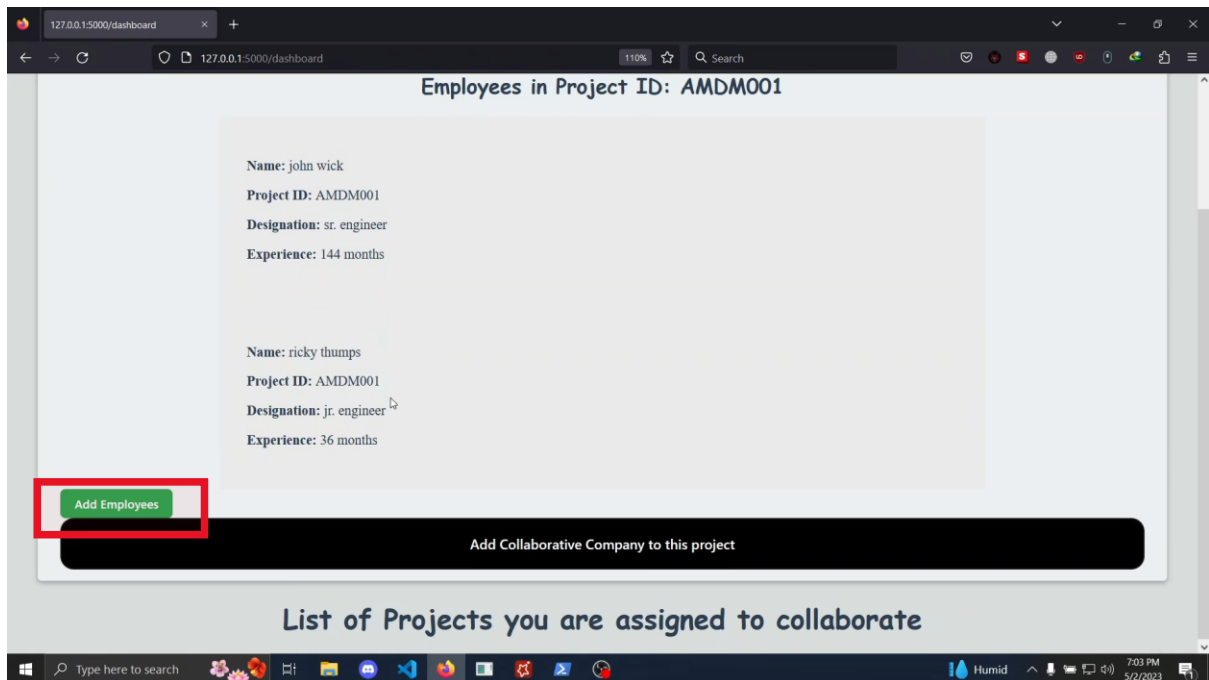 127.0.0.1:5000/dashboard
127.0.0.1:5000/dashboard
110%
Search
Employees in Project ID: AMDM001
Name: john wick
Project ID: AMDM001
Designation: sr. engineer
Experience: 144 months
Name: ricky thumps
Project ID: AMDM001
Designation: jr. engineer
Experience: 36 months
Add Employees
Add Collaborative Company to this project
List of Projects you are assigned to collaborate
Type here to search
Humid
7:03 PM
5/2/2023